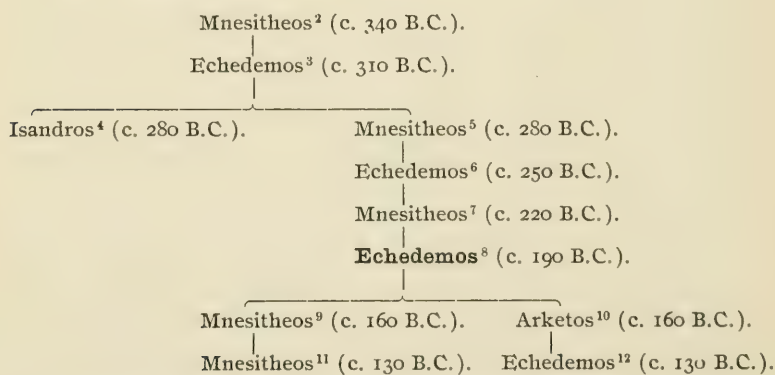 Mnesitheos² (c. 340 B.C.).
Echedemos³ (c. 310 B.C.).
Isandros⁴ (c. 280 B.C.). Mnesitheos⁵ (c. 280 B.C.).
Echedemos⁶ (c. 250 B.C.).
Mnesitheos⁷ (c. 220 B.C.).
Echedemos⁸ (c. 190 B.C.).
Mnesitheos⁹ (c. 160 B.C.). Arketos¹⁰ (c. 160 B.C.).
Mnesitheos¹¹ (c. 130 B.C.). Echedemos¹² (c. 130 B.C.).